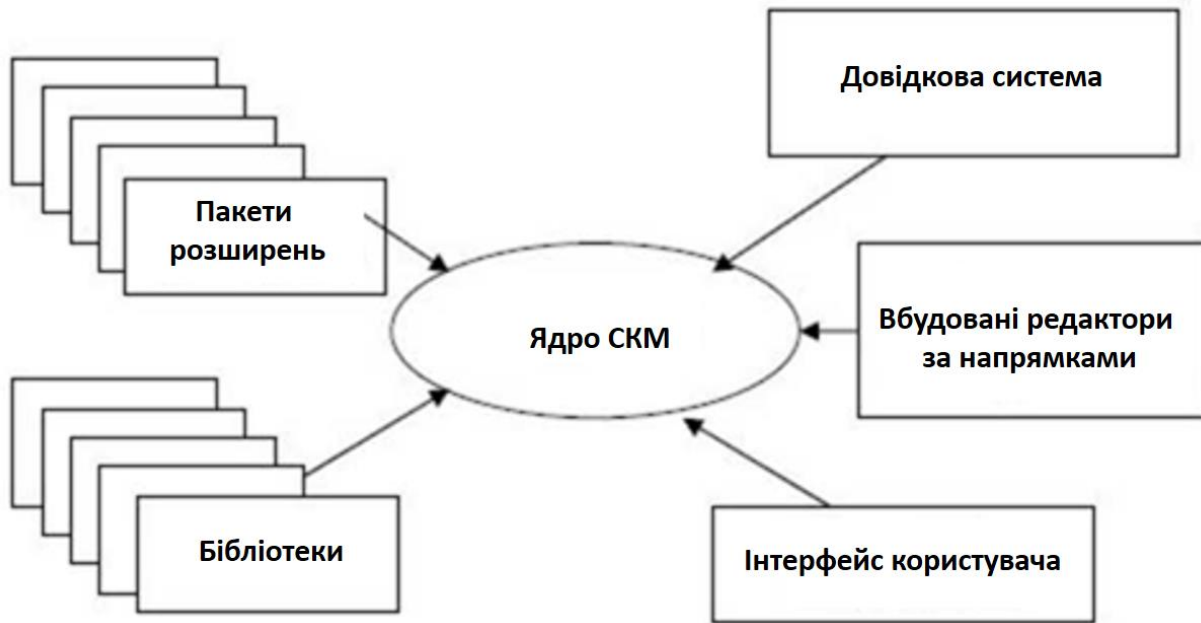 Довідкова система
Пакети
розширень
Ядро СКМ
Вбудовані редактори
за напрямками
Бібліотеки
Інтерфейс користувача